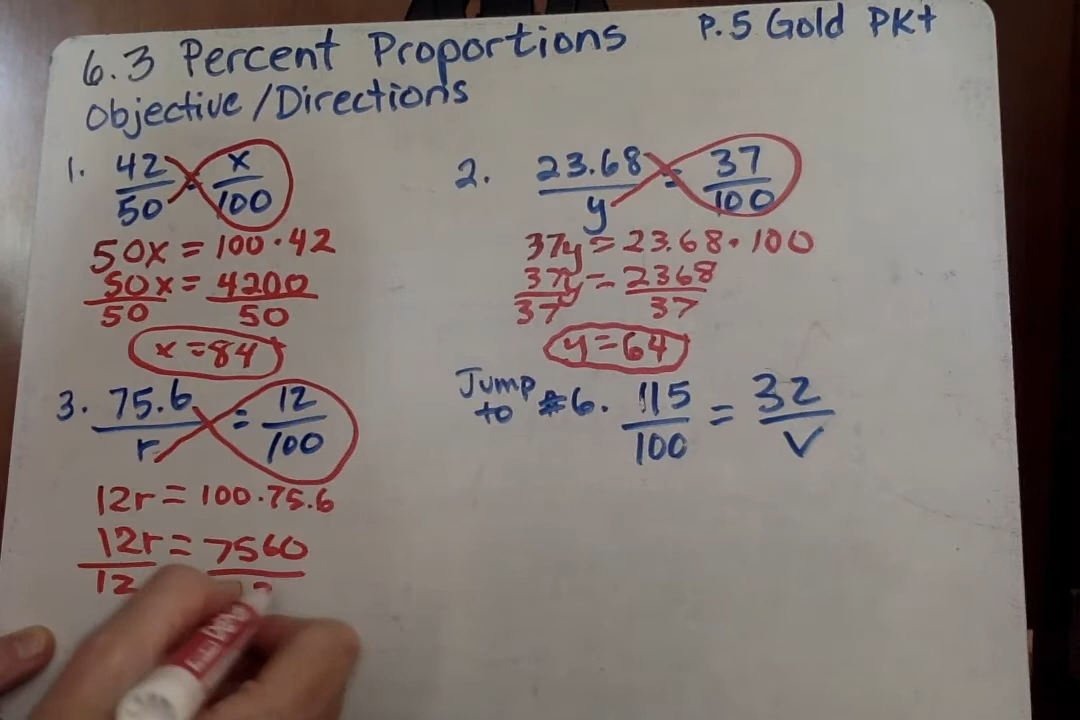 6.3 Percent Proportions P.5 Gold PKt
Objective/Directions
1. 42/50 = x/100
50x = 100·42
50x/50 = 4200/50
x=84
2. 23.68/y = 37/100
37y = 23.68·100
37y/37 = 2368/37
y=64
3. 75.6/r = 12/100
12r = 100·75.6
12r/12 = 7560
Jump to #6. 115/100 = 32/v